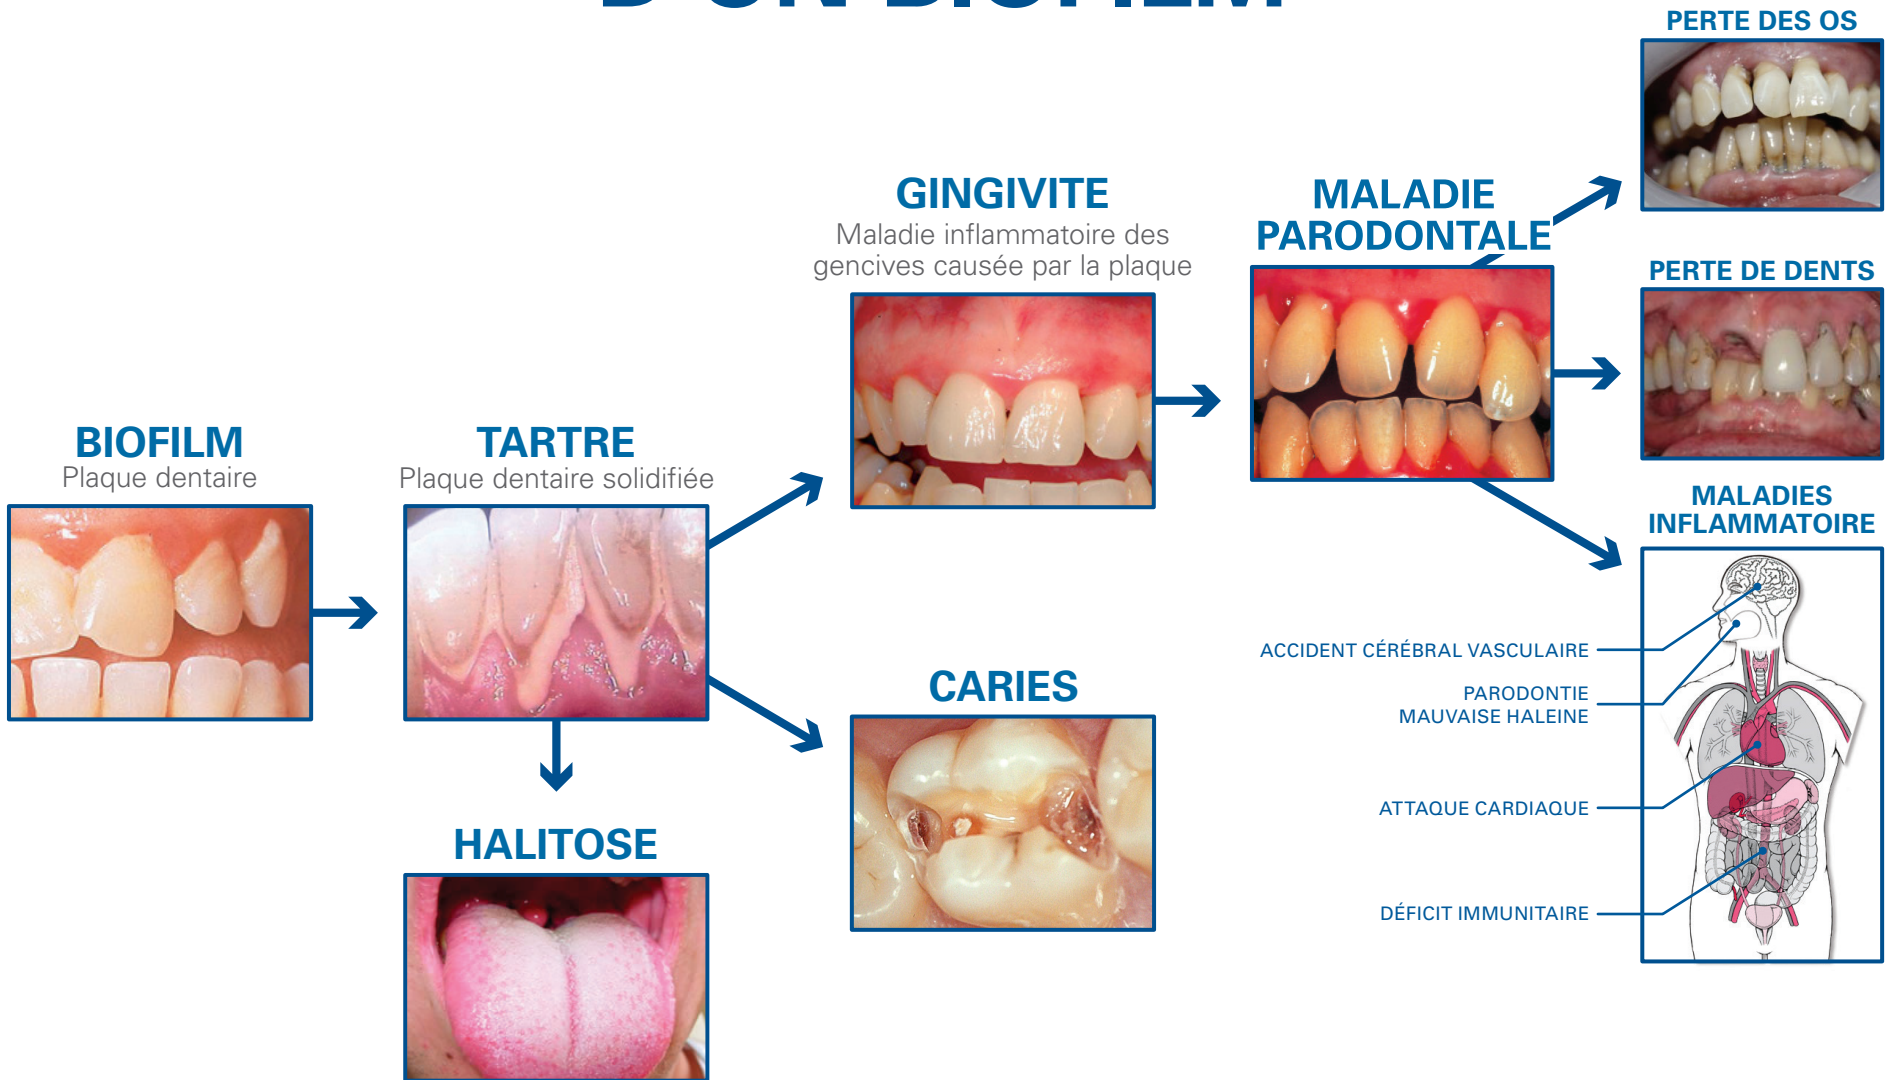 D'UN BIOFILM
PERTE DES OS
GINGIVITE
Maladie inflammatoire des
gencives causée par la plaque
MALADIE
PARODONTALE
PERTE DE DENTS
BIOFILM
Plaque dentaire
TARTRE
Plaque dentaire solidifiée
MALADIES
INFLAMMATOIRE
ACCIDENT CÉRÉBRAL VASCULAIRE
PARODONTIE
MAUVAISE HALEINE
CARIES
ATTAQUE CARDIAQUE
HALITOSE
DÉFICIT IMMUNITAIRE